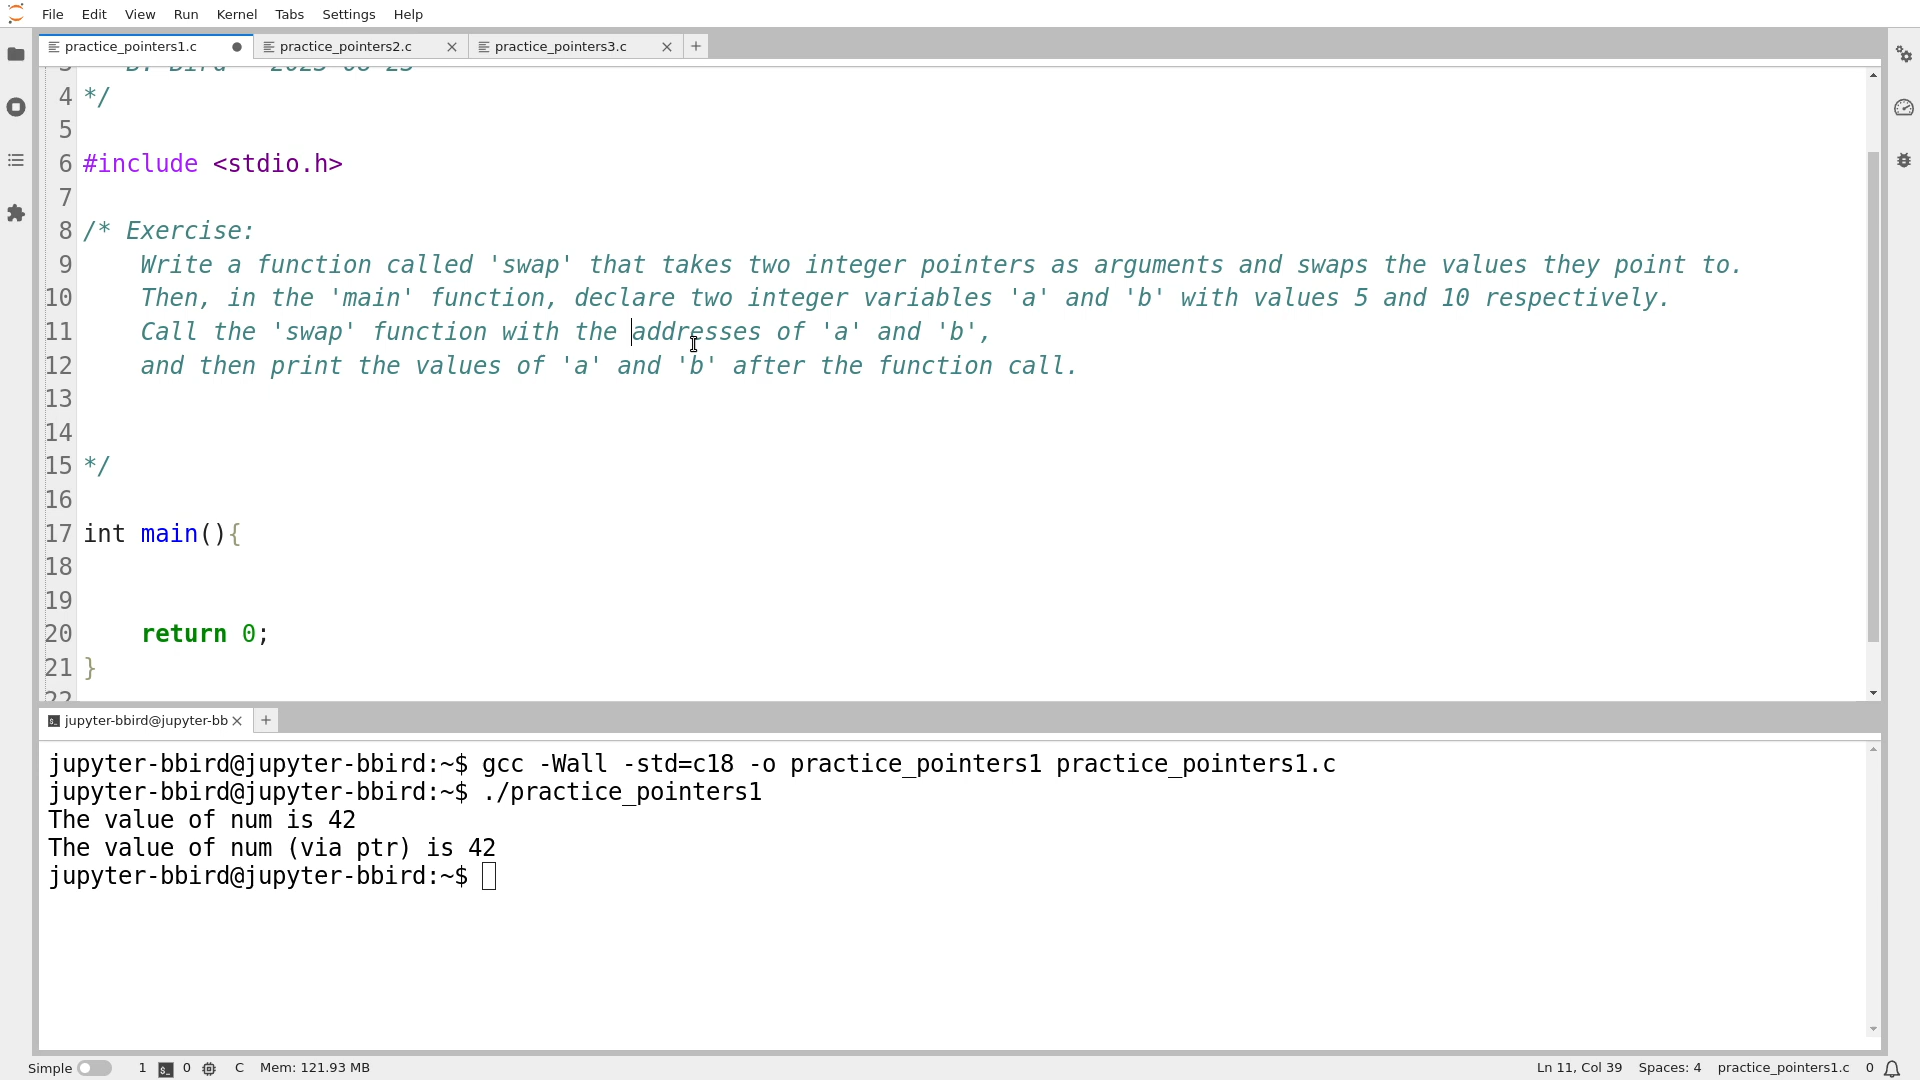 File Edit View Run Kernel Tabs Settings Help
practice_pointers1.c practice_pointers2.c practice_pointers3.c
4 */
5
6 #include <stdio.h>
7
8 /* Exercise:
9 Write a function called 'swap' that takes two integer pointers as arguments and swaps the values they point to.
10 Then, in the 'main' function, declare two integer variables 'a' and 'b' with values 5 and 10 respectively.
11 Call the 'swap' function with the addresses of 'a' and 'b',
12 and then print the values of 'a' and 'b' after the function call.
13
14
15 */
16
17 int main(){
18
19
20 return 0;
21 }
22
jupyter-bbird@jupyter-bb
jupyter-bbird@jupyter-bbird:~$ gcc -Wall -std=c18 -o practice_pointers1 practice_pointers1.c
jupyter-bbird@jupyter-bbird:~$ ./practice_pointers1
The value of num is 42
The value of num (via ptr) is 42
jupyter-bbird@jupyter-bbird:~$
Simple 1 0 C Mem: 121.93 MB Ln 11, Col 39 Spaces: 4 practice_pointers1.c 0